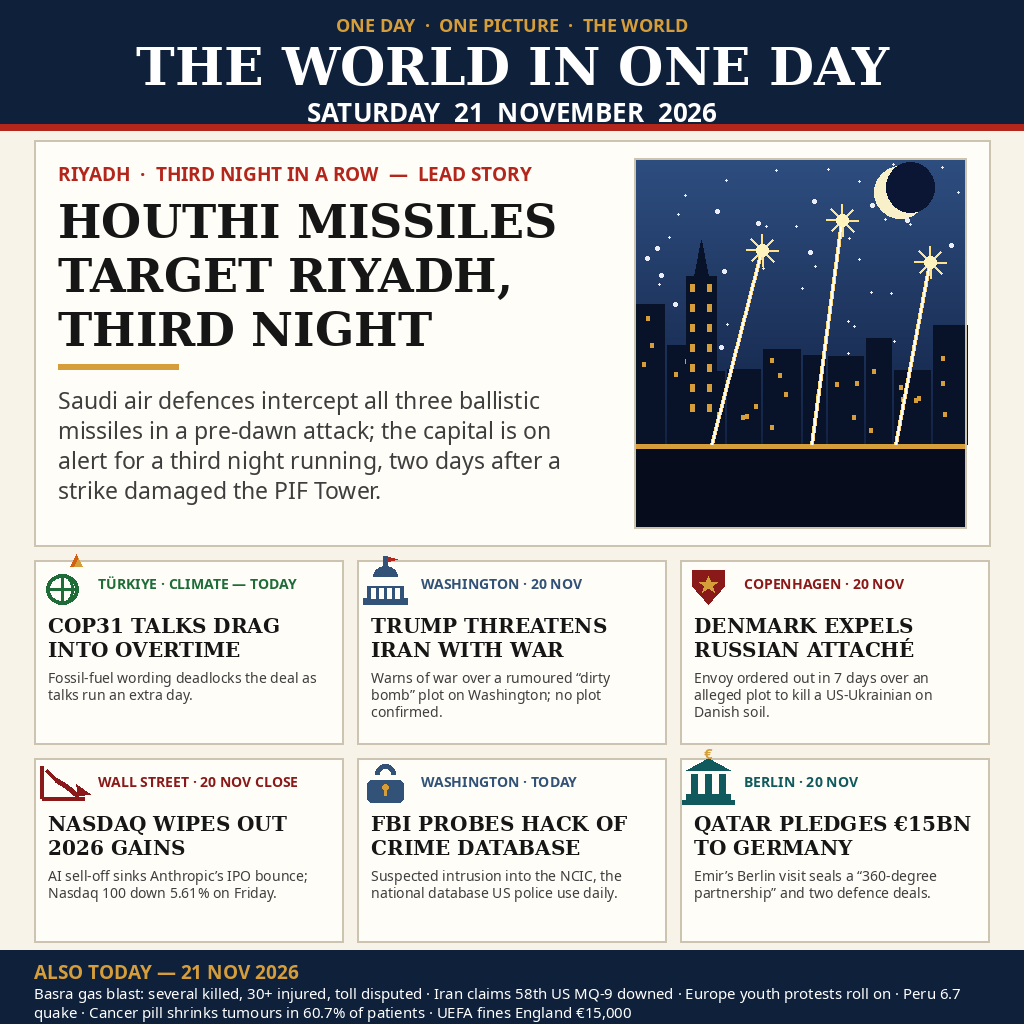 ONE DAY · ONE PICTURE · THE WORLD
THE WORLD IN ONE DAY
SATURDAY 21 NOVEMBER 2026
RIYADH · THIRD NIGHT IN A ROW — LEAD STORY
HOUTHI MISSILES
TARGET RIYADH,
THIRD NIGHT
Saudi air defences intercept all three ballistic
missiles in a pre-dawn attack; the capital is on
alert for a third night running, two days after a
strike damaged the PIF Tower.
TÜRKIYE · CLIMATE — TODAY
COP31 TALKS DRAG
INTO OVERTIME
Fossil-fuel wording deadlocks the deal as
talks run an extra day.
WASHINGTON · 20 NOV
TRUMP THREATENS
IRAN WITH WAR
Warns of war over a rumoured “dirty
bomb” plot on Washington; no plot
confirmed.
COPENHAGEN · 20 NOV
DENMARK EXPELS
RUSSIAN ATTACHÉ
Envoy ordered out in 7 days over an
alleged plot to kill a US-Ukrainian on
Danish soil.
WALL STREET · 20 NOV CLOSE
NASDAQ WIPES OUT
2026 GAINS
AI sell-off sinks Anthropic’s IPO bounce;
Nasdaq 100 down 5.61% on Friday.
WASHINGTON · TODAY
FBI PROBES HACK OF
CRIME DATABASE
Suspected intrusion into the NCIC, the
national database US police use daily.
€
BERLIN · 20 NOV
QATAR PLEDGES €15BN
TO GERMANY
Emir’s Berlin visit seals a “360-degree
partnership” and two defence deals.
ALSO TODAY — 21 NOV 2026
Basra gas blast: several killed, 30+ injured, toll disputed · Iran claims 58th US MQ-9 downed · Europe youth protests roll on · Peru 6.7
quake · Cancer pill shrinks tumours in 60.7% of patients · UEFA fines England €15,000